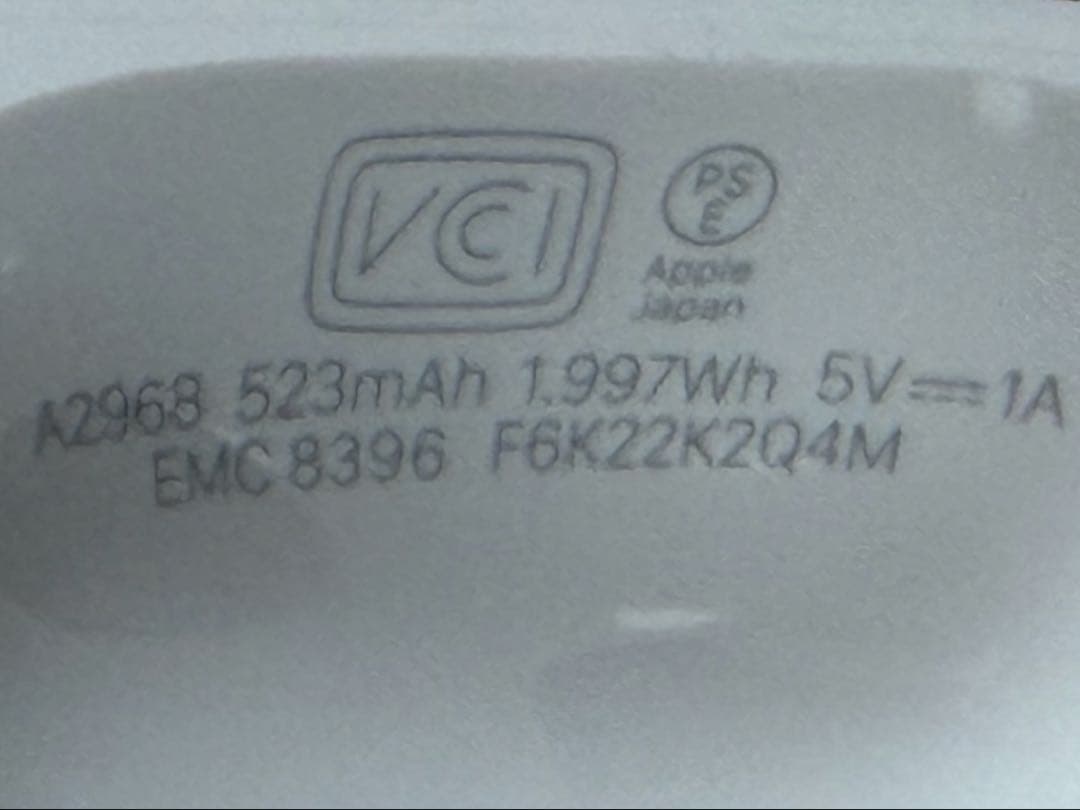 VCI
PS
E
Apple
Japan
A2968 523mAh 1.997Wh 5V⎓1A
EMC 8396 F6K22K2Q4M